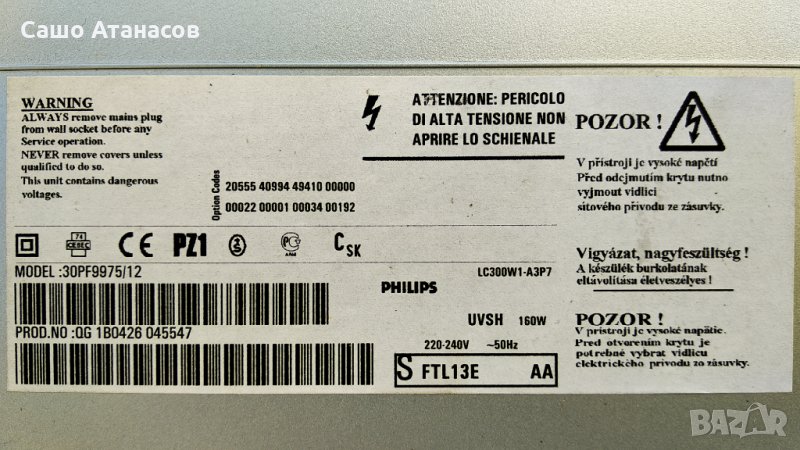 Сашо Атанасов
WARNING
ALWAYS remove mains plug
from wall socket before any
Service operation.
NEVER remove covers unless
qualified to do so.
This unit contains dangerous
voltages.
Option Codes
20555 40994 49410 00000
00022 00001 00034 00192
ATTENZIONE: PERICOLO
DI ALTA TENSIONE NON
APRIRE LO SCHIENALE
POZOR !
V přístroji je vysoké napětí
Před odejmutím krytu nutno
vyjmout vidlici
síťového přívodu ze zásuvky.
74
CEBEC
CE
PZ1
C SK
MODEL :30PF9975/12
LC300W1-A3P7
PHILIPS
UVSH 160W
PROD.NO :QG 1B0426 045547
220-240V ~50Hz
S FTL13E AA
Vigyázat, nagyfeszültség !
A készülék burkolatának
eltávolítása életveszélyes!
POZOR !
V prístroji je vysoké napätie.
Pred otvorením krytu je
potrebné vybrat vidlicu
elektrického prívodu zo zásuvky.
BAZAR